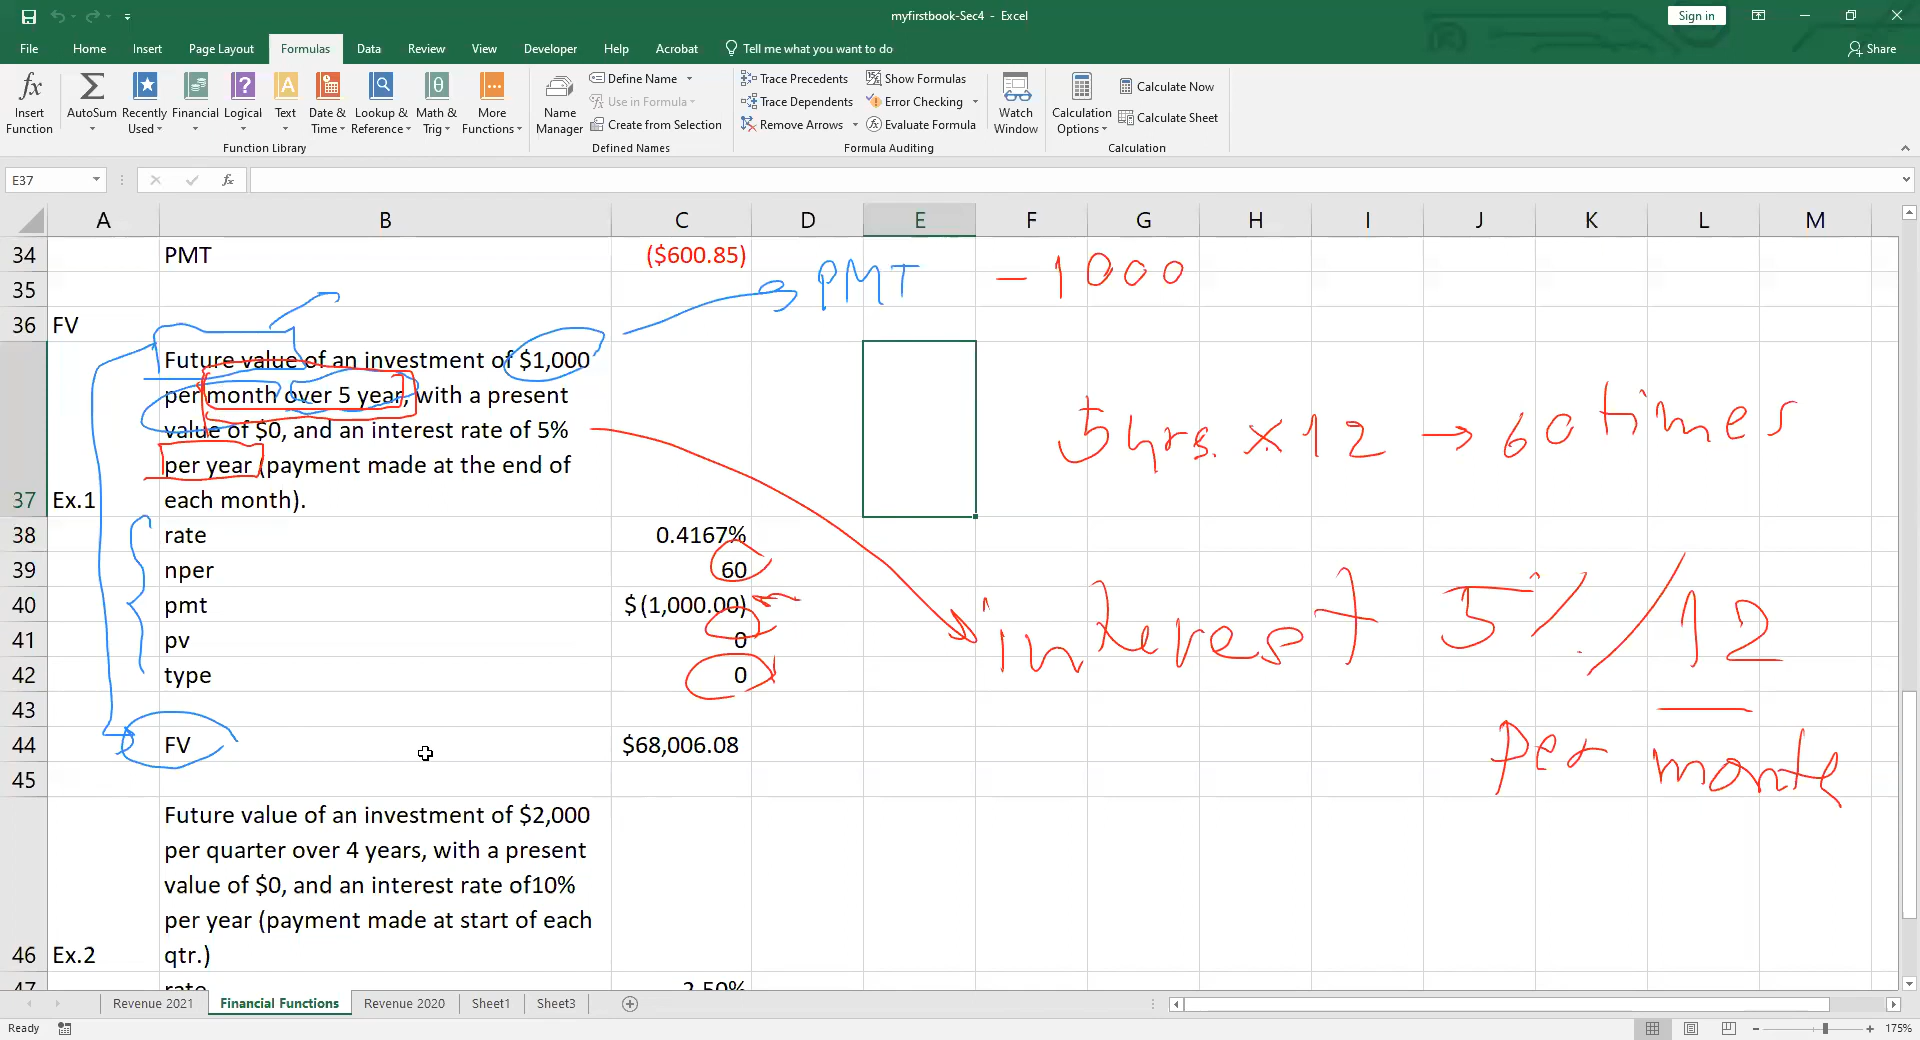 myfirstbook-Sec4 - Excel
Sign in
File Home Insert Page Layout Formulas Data Review View Developer Help Acrobat Tell me what you want to do Share
Insert Function
AutoSum
Recently Used
Financial
Logical
Text
Date & Time
Lookup & Reference
Math & Trig
More Functions
Function Library
Name Manager
Define Name
Use in Formula
Create from Selection
Defined Names
Trace Precedents
Trace Dependents
Remove Arrows
Show Formulas
Error Checking
Evaluate Formula
Formula Auditing
Watch Window
Calculation Options
Calculate Now
Calculate Sheet
Calculation
E37
fx
A B C D E F G H I J K L M
34 PMT ($600.85)
PMT - 1000
35
36 FV
Future value of an investment of $1,000
per month over 5 year, with a present
value of $0, and an interest rate of 5%
per year (payment made at the end of
37 Ex.1 each month).
5 yrs. × 12 → 60 times
38 rate 0.4167%
39 nper 60
40 pmt $(1,000.00)
41 pv 0
interest 5% / 12
42 type 0
43
44 FV $68,006.08
per monte
45
Future value of an investment of $2,000
per quarter over 4 years, with a present
value of $0, and an interest rate of10%
per year (payment made at start of each
46 Ex.2 qtr.)
47 rate 2.50%
Revenue 2021 Financial Functions Revenue 2020 Sheet1 Sheet3
Ready 175%